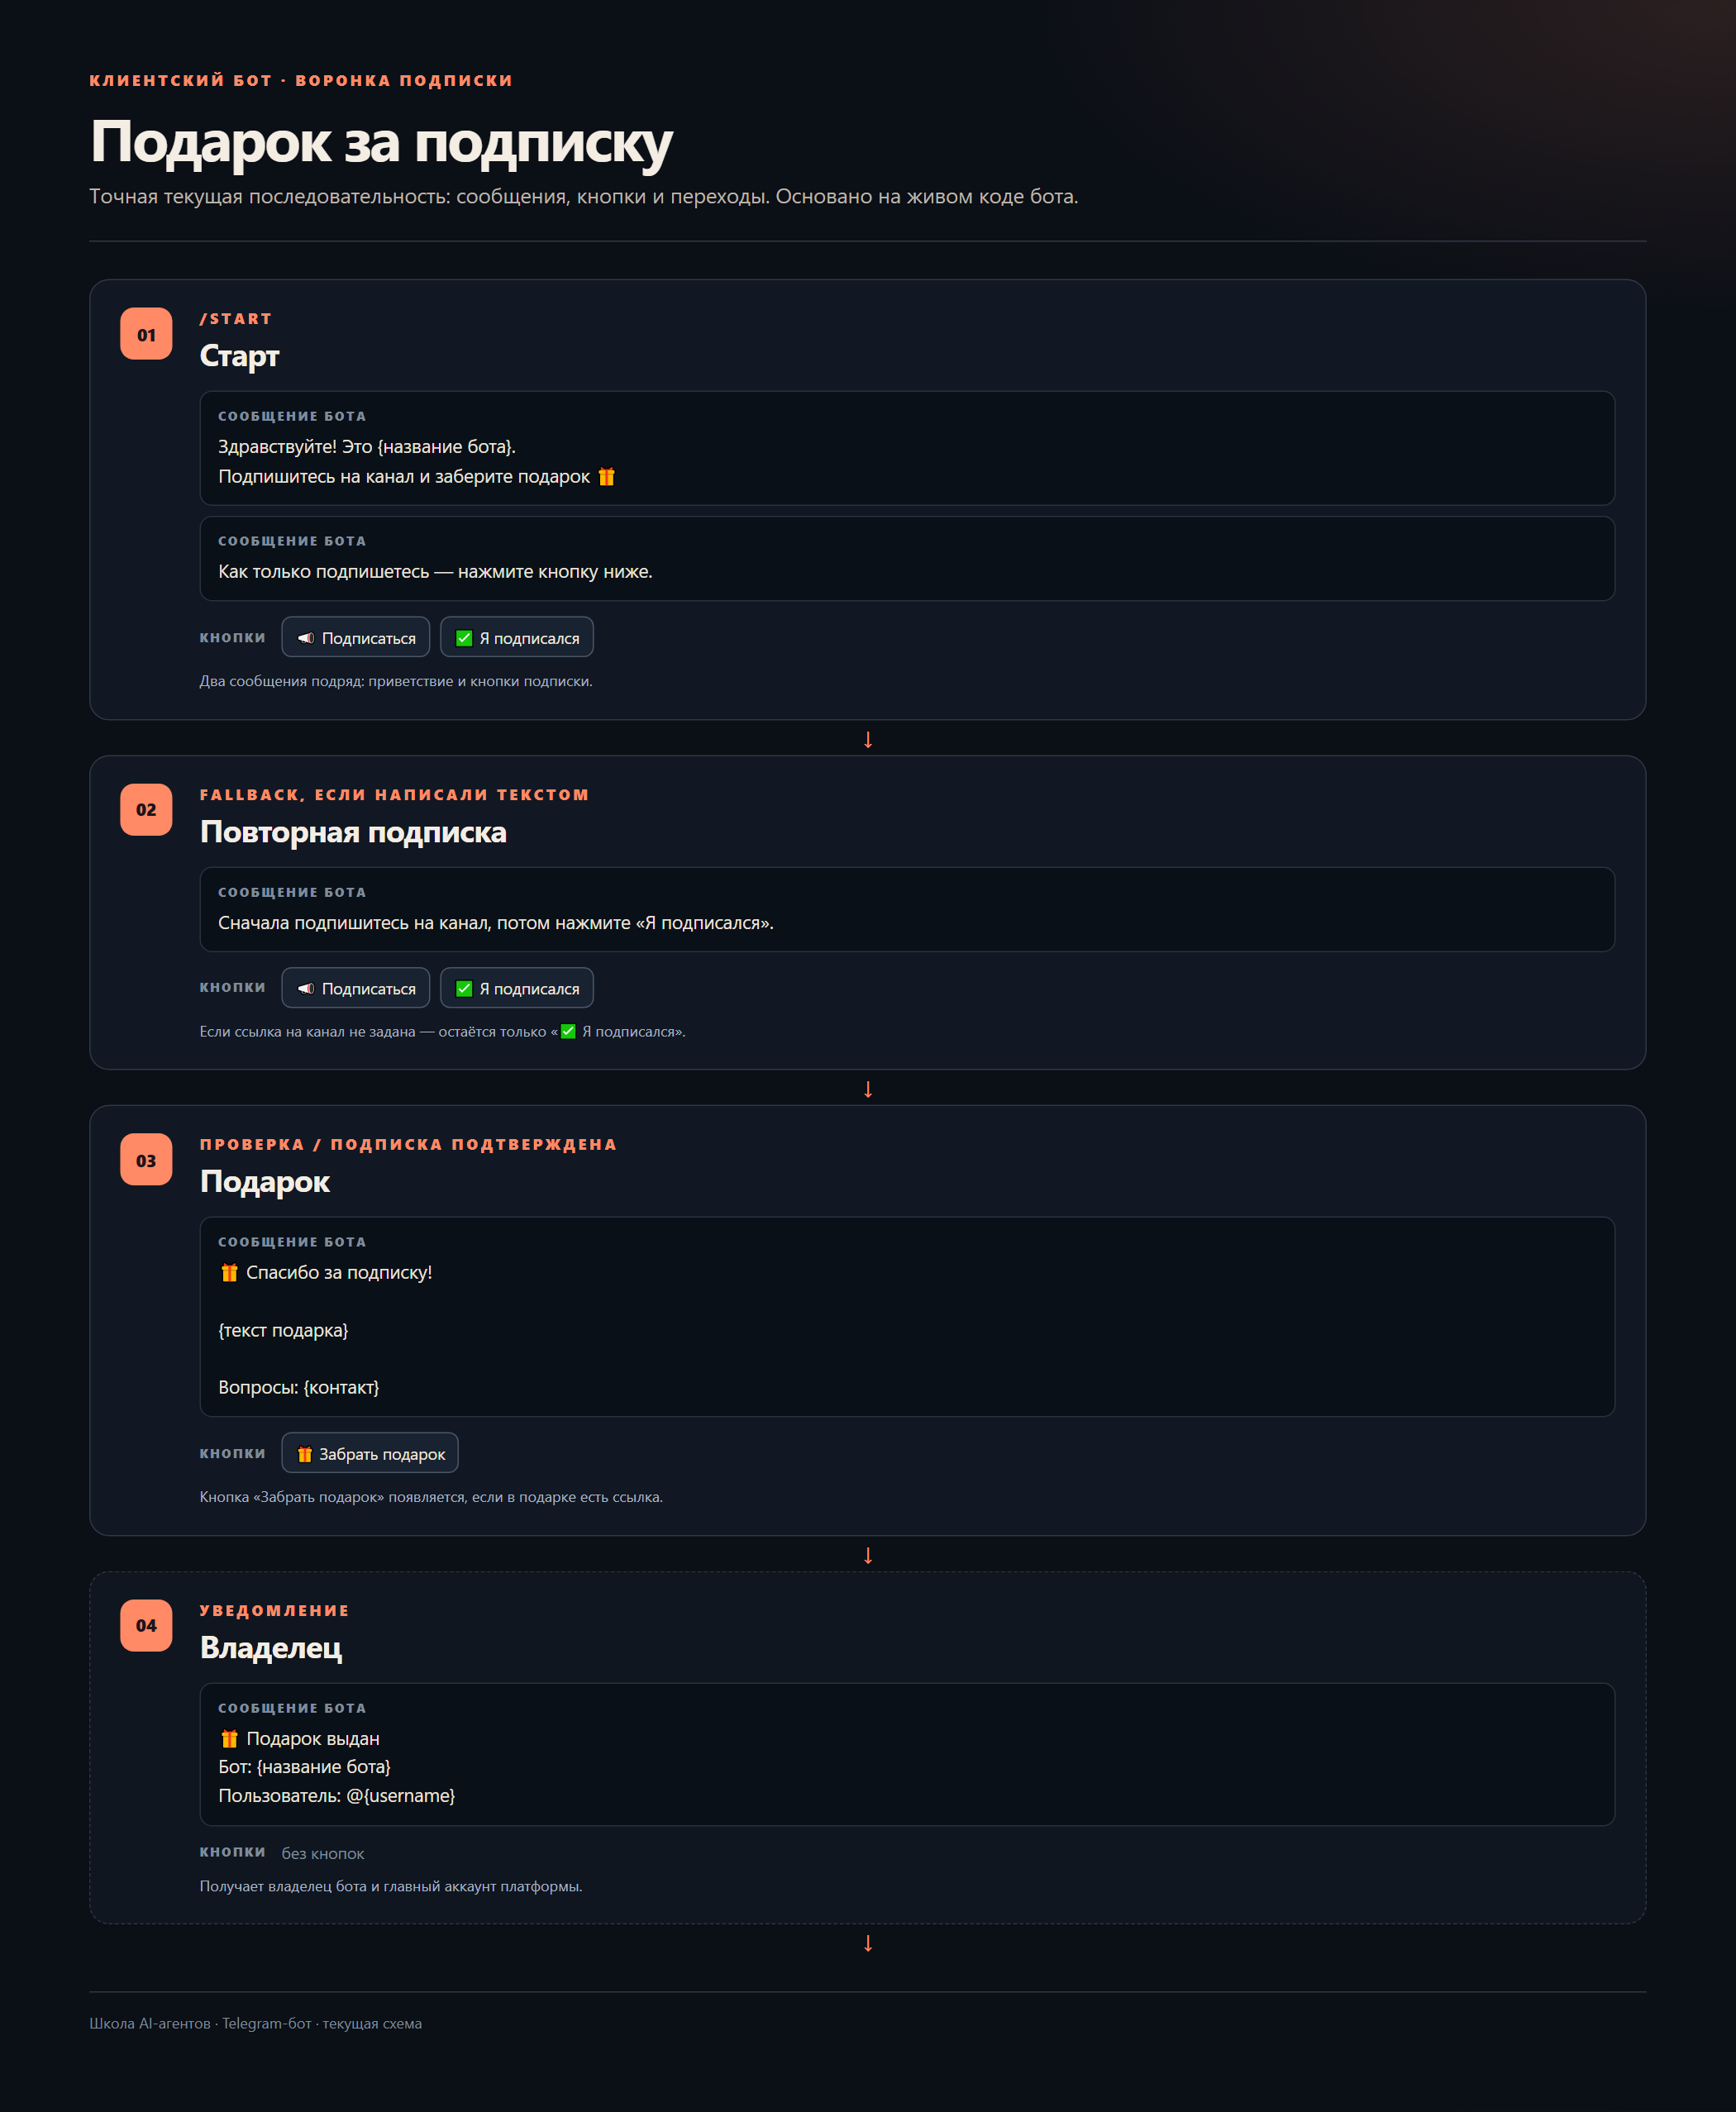 КЛИЕНТСКИЙ БОТ · ВОРОНКА ПОДПИСКИ
Подарок за подписку
Точная текущая последовательность: сообщения, кнопки и переходы. Основано на живом коде бота.
01
/START
Старт
СООБЩЕНИЕ БОТА
Здравствуйте! Это {название бота}.
Подпишитесь на канал и заберите подарок 🎁
СООБЩЕНИЕ БОТА
Как только подпишетесь — нажмите кнопку ниже.
КНОПКИ 📣 Подписаться ✅ Я подписался
Два сообщения подряд: приветствие и кнопки подписки.
↓
02
FALLBACK, ЕСЛИ НАПИСАЛИ ТЕКСТОМ
Повторная подписка
СООБЩЕНИЕ БОТА
Сначала подпишитесь на канал, потом нажмите «Я подписался».
КНОПКИ 📣 Подписаться ✅ Я подписался
Если ссылка на канал не задана — остаётся только «✅ Я подписался».
↓
03
ПРОВЕРКА / ПОДПИСКА ПОДТВЕРЖДЕНА
Подарок
СООБЩЕНИЕ БОТА
🎁 Спасибо за подписку!
{текст подарка}
Вопросы: {контакт}
КНОПКИ 🎁 Забрать подарок
Кнопка «Забрать подарок» появляется, если в подарке есть ссылка.
↓
04
УВЕДОМЛЕНИЕ
Владелец
СООБЩЕНИЕ БОТА
🎁 Подарок выдан
Бот: {название бота}
Пользователь: @{username}
КНОПКИ без кнопок
Получает владелец бота и главный аккаунт платформы.
↓
Школа AI-агентов · Telegram-бот · текущая схема